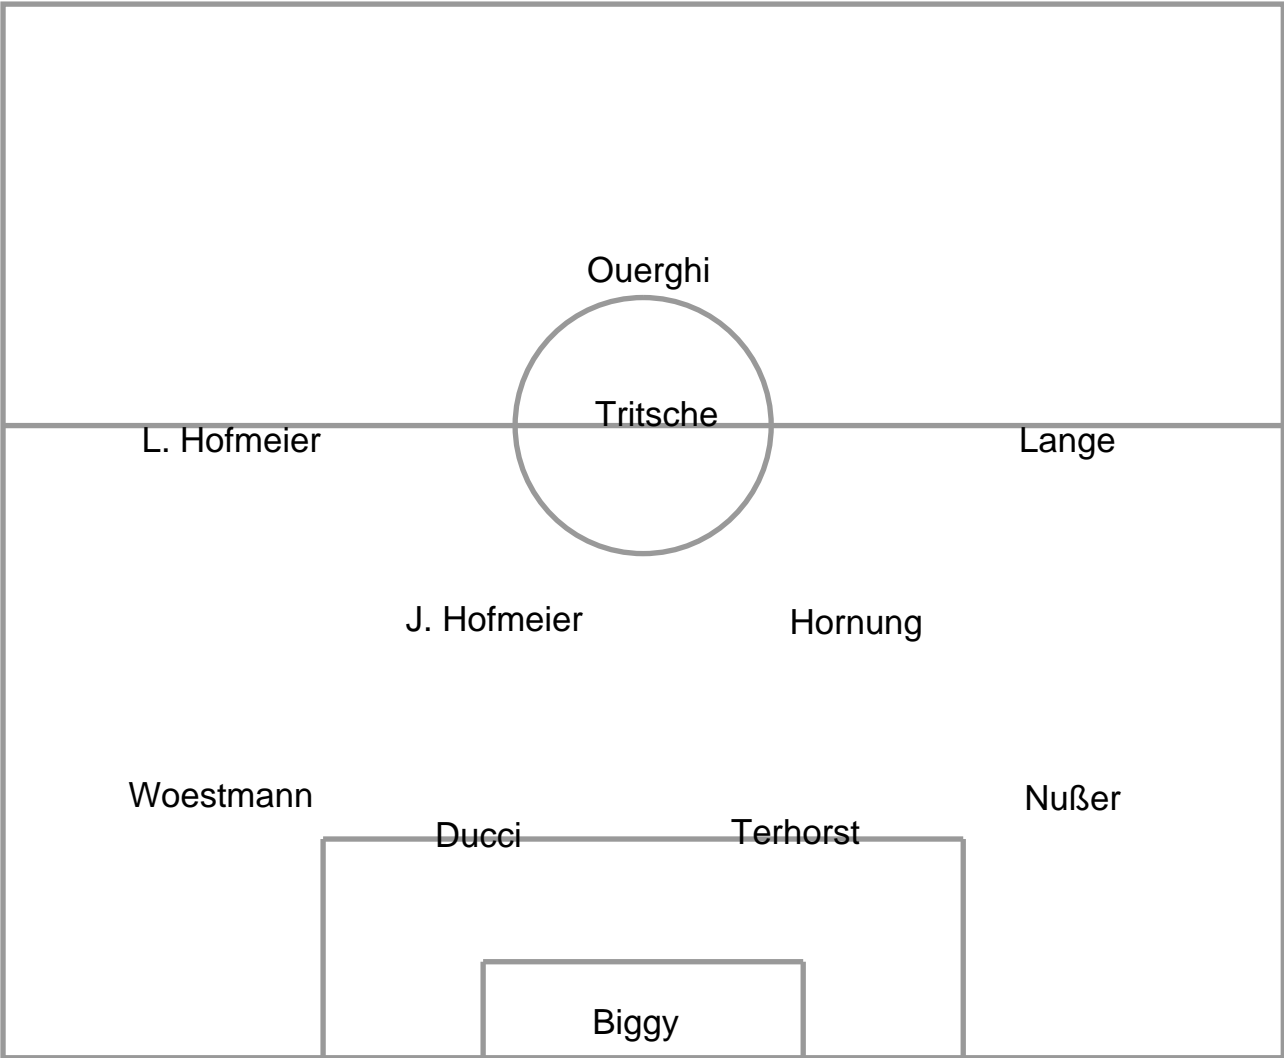 Ouerghi
Tritsche
L. Hofmeier
Lange
J. Hofmeier
Hornung
Woestmann
Nußer
Ducci
Terhorst
Biggy